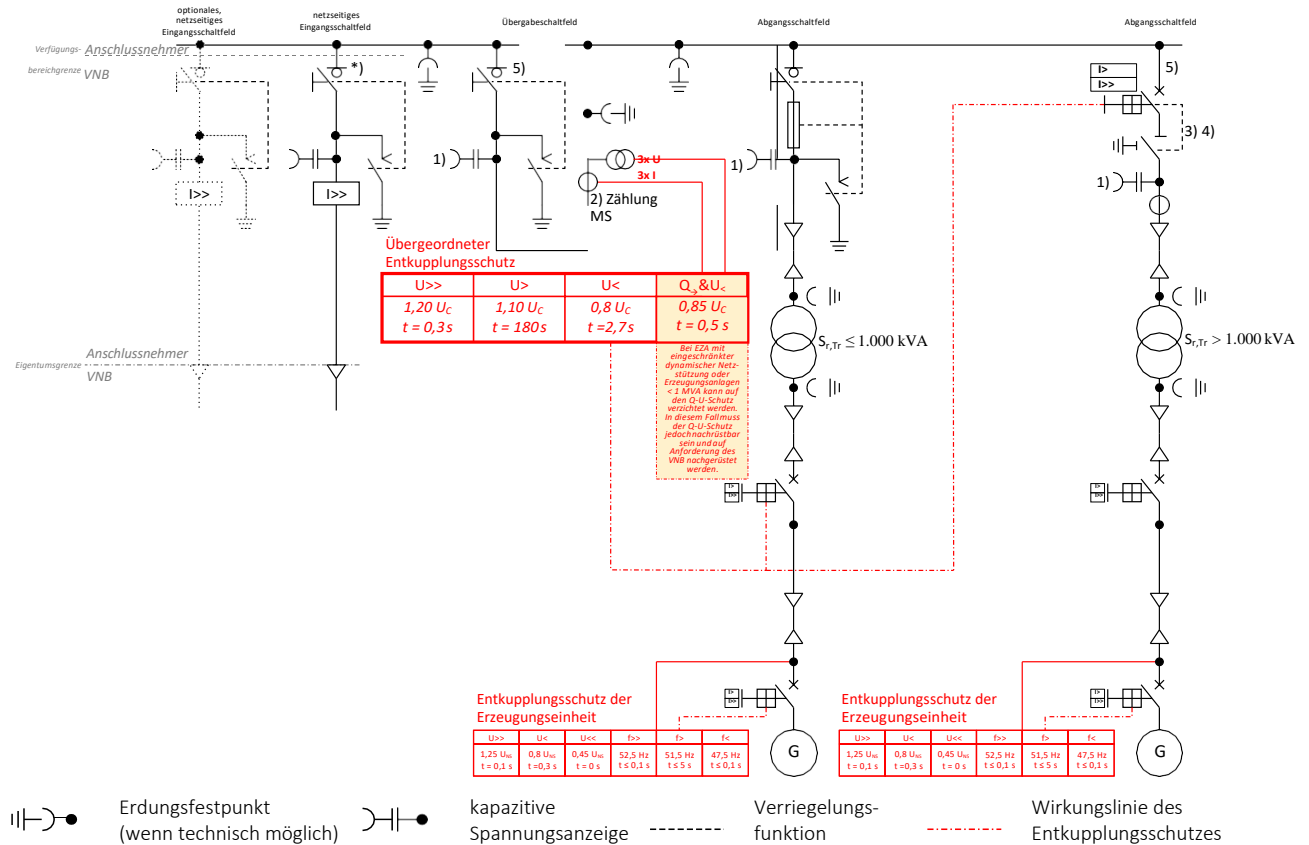 optionales,
netzseitiges
Eingangsschaltfeld
netzseitiges
Eingangsschaltfeld
Übergabeschaltfeld
Abgangsschaltfeld
Abgangsschaltfeld
Verfügungs- Anschlussnehmer
bereichgrenze VNB
*)
5)
5)
I>
I>>
3) 4)
1)
1)
1)
3x U
3x I
2) Zählung
MS
I>>
I>>
Übergeordneter
Entkupplungsschutz
U>> U> U< Q→&U<
1,20 UC 1,10 UC 0,8 UC 0,85 UC
t = 0,3 s t = 180 s t =2,7 s t = 0,5 s
Bei EZA mit
eingeschränkter
dynamischer Netz-
stützung oder
Erzeugungsanlagen
< 1 MVA kann auf
den Q-U-Schutz
verzichtet werden.
In diesem Fall muss
der Q-U-Schutz
jedoch nachrüstbar
sein und auf
Anforderung des
VNB nachgerüstet
werden.
Sr,Tr ≤ 1.000 kVA
Sr,Tr > 1.000 kVA
Anschlussnehmer
Eigentumsgrenze
VNB
I>
I>>
I>
I>>
Entkupplungsschutz der
Erzeugungseinheit
I>
I>>
U>> U< U<< f>> f> f<
1,25 UNS 0,8 UNS 0,45 UNS 52,5 Hz 51,5 Hz 47,5 Hz
t = 0,1 s t =0,3 s t = 0 s t ≤ 0,1 s t ≤ 5 s t ≤ 0,1 s
G
Entkupplungsschutz der
Erzeugungseinheit
I>
I>>
U>> U< U<< f>> f> f<
1,25 UNS 0,8 UNS 0,45 UNS 52,5 Hz 51,5 Hz 47,5 Hz
t = 0,1 s t =0,3 s t = 0 s t ≤ 0,1 s t ≤ 5 s t ≤ 0,1 s
G
Erdungsfestpunkt
(wenn technisch möglich)
kapazitive
Spannungsanzeige
Verriegelungs-
funktion
Wirkungslinie des
Entkupplungsschutzes